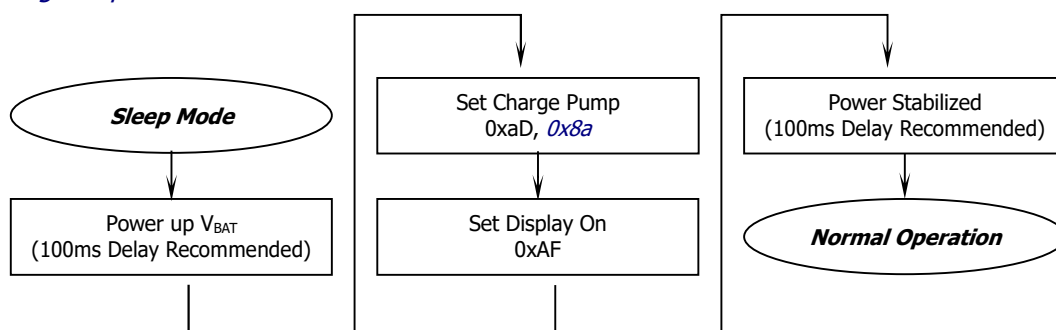 Sleep Mode
Power up VBAT
(100ms Delay Recommended)
Set Charge Pump
0xaD, 0x8a
Set Display On
0xAF
Power Stabilized
(100ms Delay Recommended)
Normal Operation